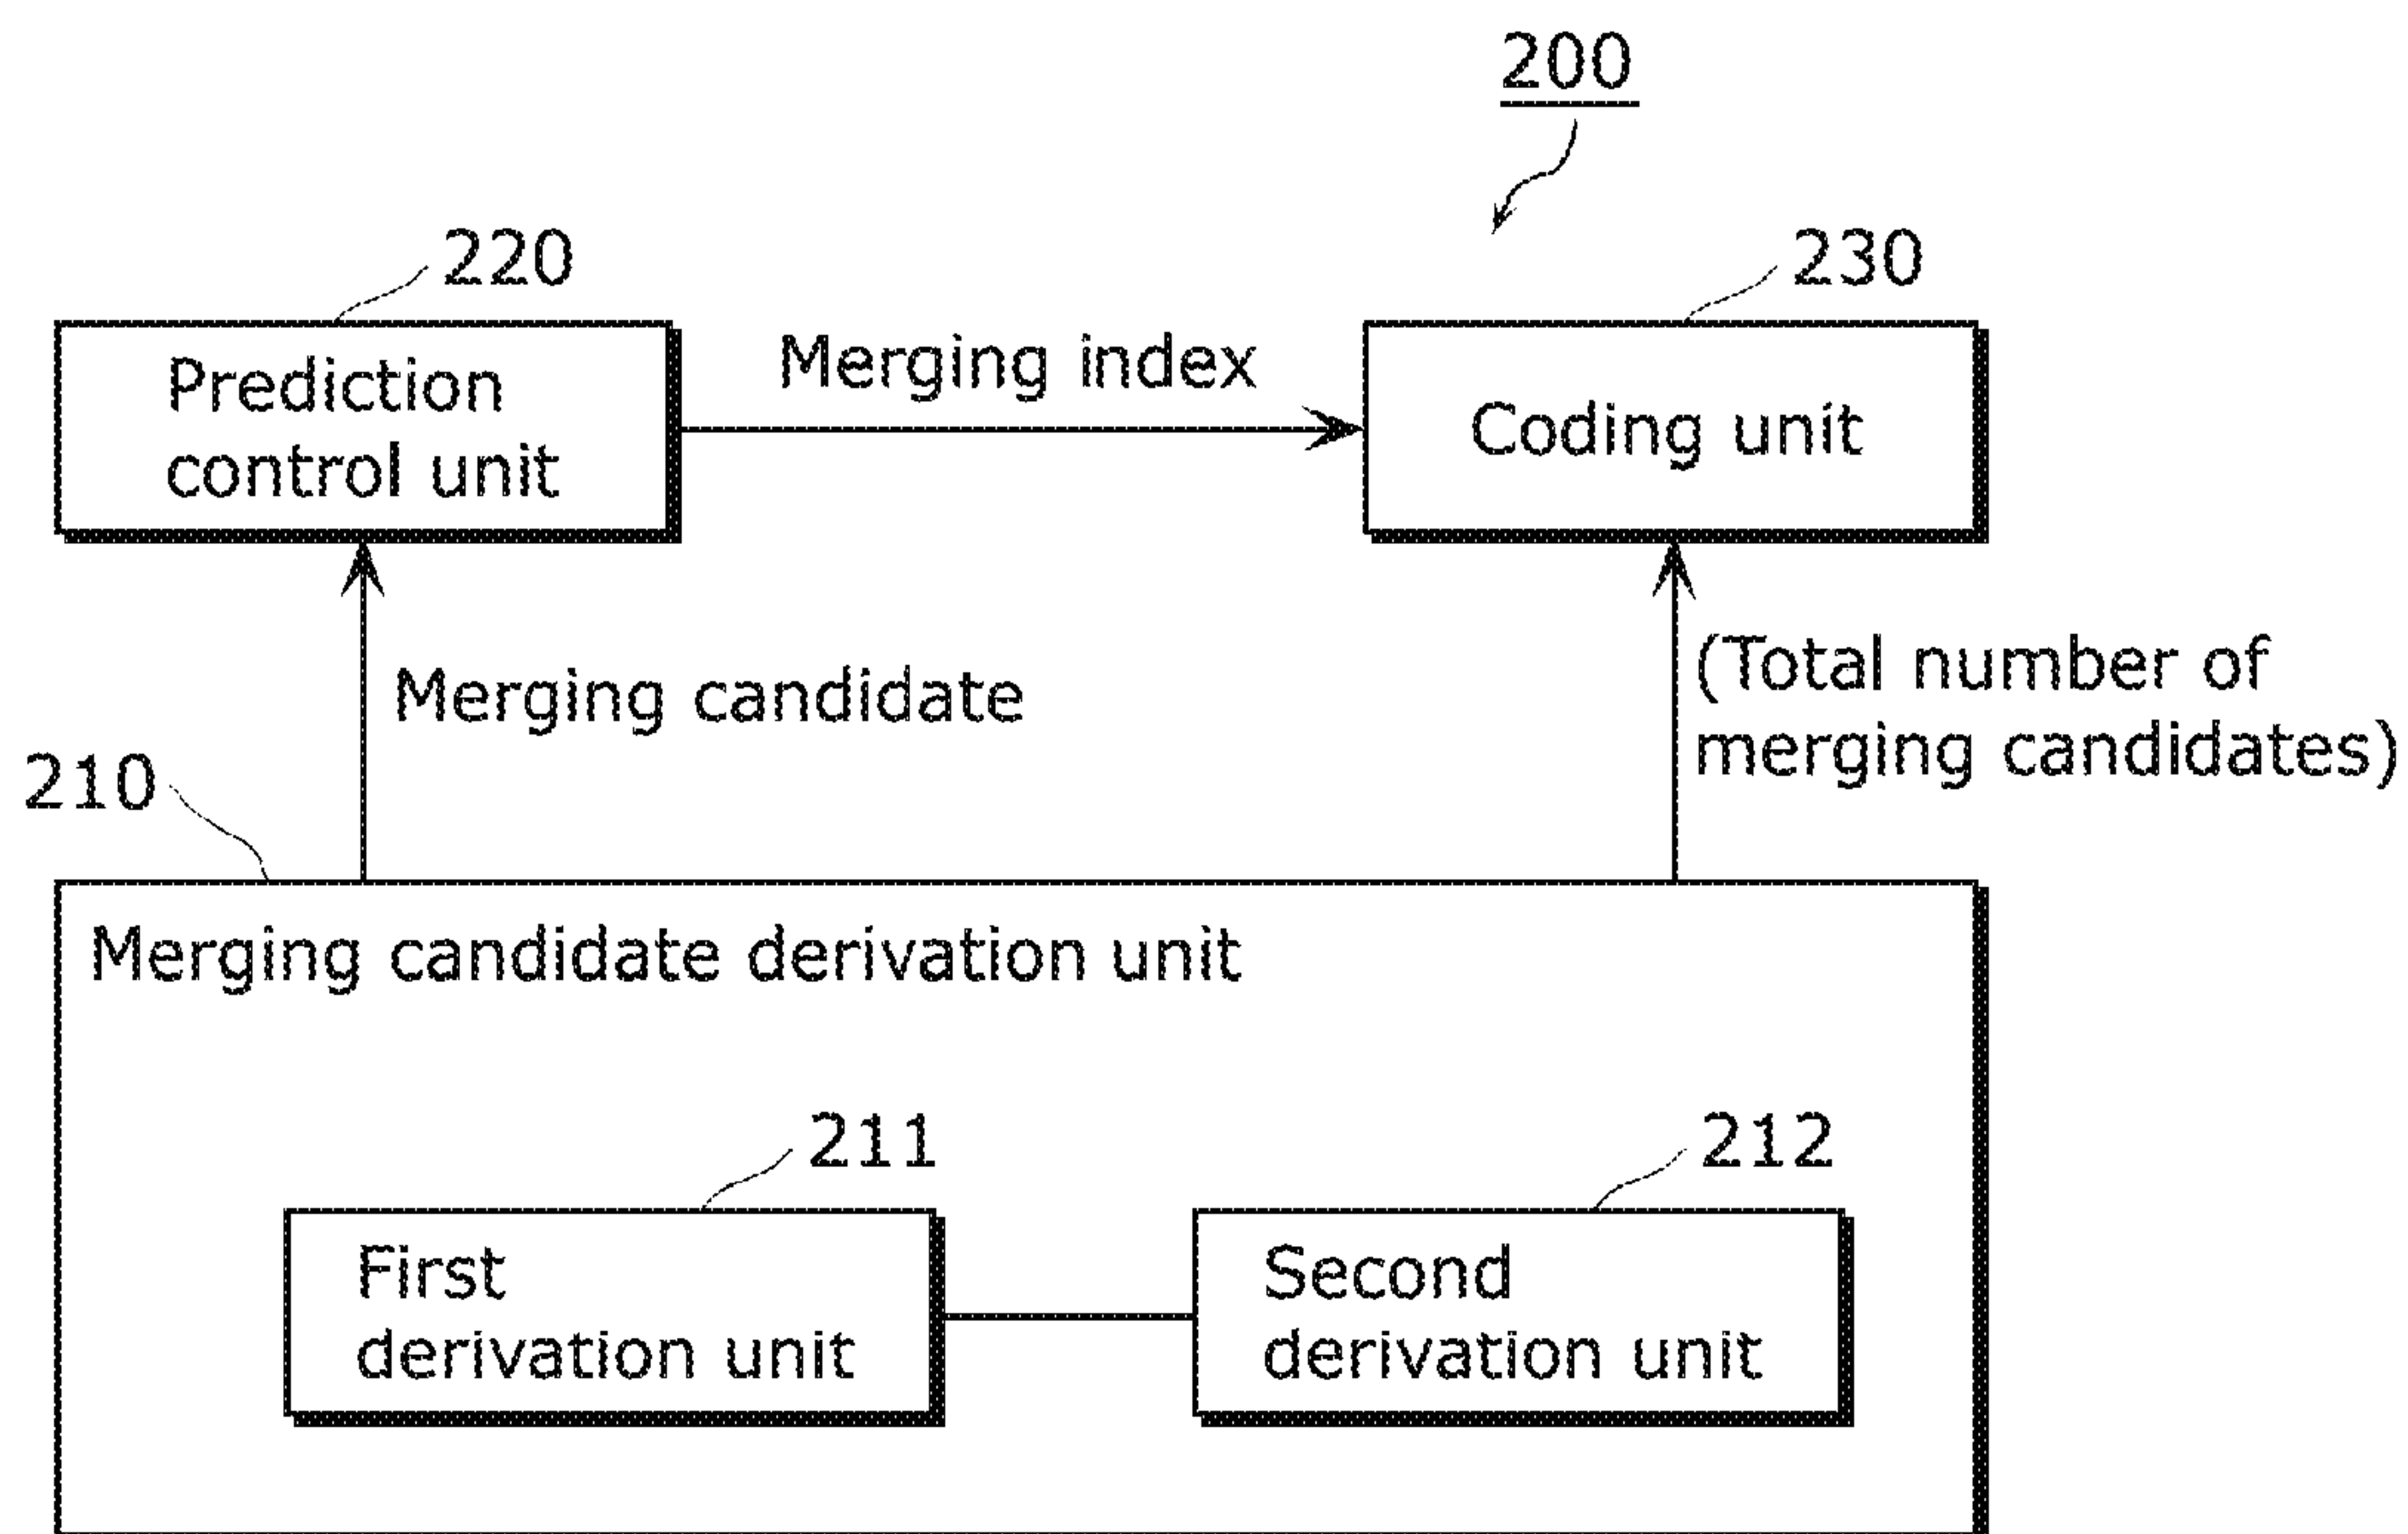 200
220
230
Prediction
control unit
Merging index
Coding unit
Merging candidate
(Total number of
merging candidates)
210
Merging candidate derivation unit
211
212
First
derivation unit
Second
derivation unit